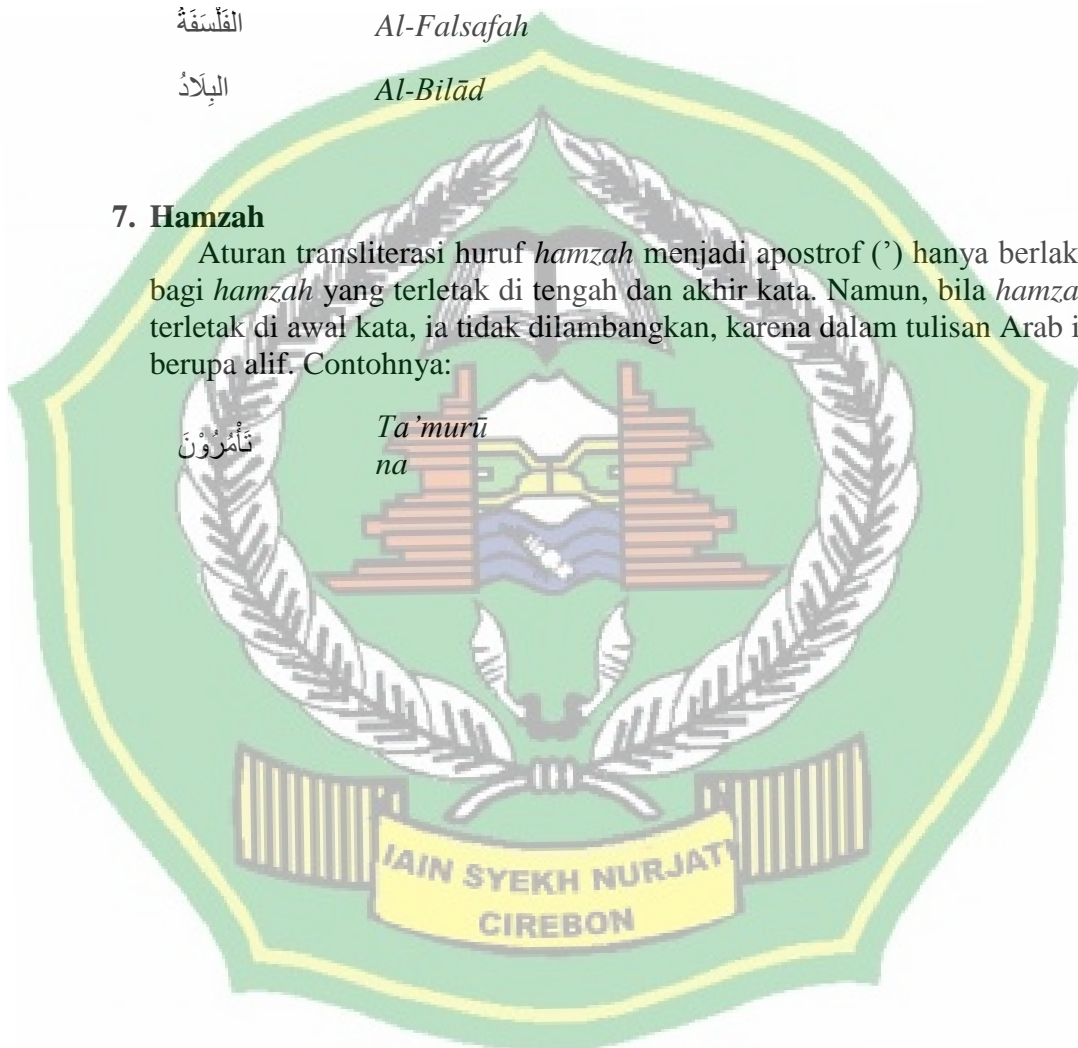 الفَلْسَفَةُ Al-Falsafah
البِلَادُ Al-Bilād
7. Hamzah
Aturan transliterasi huruf hamzah menjadi apostrof (’) hanya berlak
bagi hamzah yang terletak di tengah dan akhir kata. Namun, bila hamza
terletak di awal kata, ia tidak dilambangkan, karena dalam tulisan Arab i
berupa alif. Contohnya:
تَأْمُرُوْنَ Ta’murū
na
IAIN SYEKH NURJATI
CIREBON